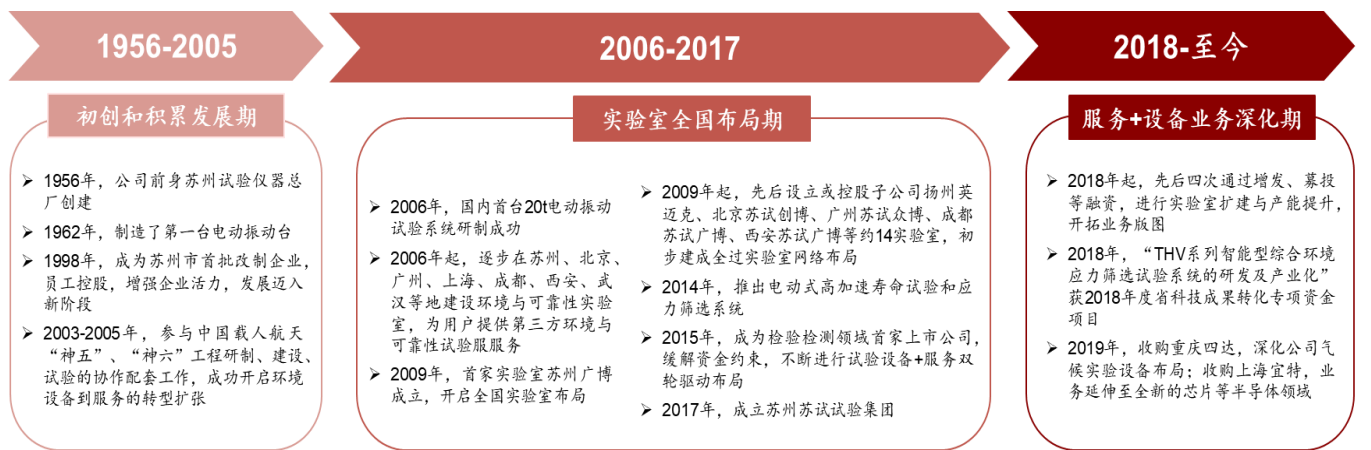 1956-2005
2006-2017
2018-至今
初创和积累发展期
实验室全国布局期
服务+设备业务深化期
➢ 1956年，公司前身苏州试验仪器总
厂创建
➢ 1962年，制造了第一台电动振动台
➢ 1998年，成为苏州市首批改制企业，
员工控股，增强企业活力，发展迈入
新阶段
➢ 2003-2005年，参与中国载人航天
“神五”、“神六”工程研制、建设、
试验的协作配套工作，成功开启环境
设备到服务的转型扩张
➢ 2006年，国内首台20t电动振动
试验系统研制成功
➢ 2006年起，逐步在苏州、北京、
广州、上海、成都、西安、武
汉等地建设环境与可靠性实验
室，为用户提供第三方环境与
可靠性试验服服务
➢ 2009年，首家实验室苏州广博
成立，开启全国实验室布局
➢ 2009年起，先后设立或控股子公司扬州英
迈克、北京苏试创博、广州苏试众博、成都
苏试广博、西安苏试广博等约14实验室，初
步建成全过实验室网络布局
➢ 2014年，推出电动式高加速寿命试验和应
力筛选系统
➢ 2015年，成为检验检测领域首家上市公司，
缓解资金约束，不断进行试验设备+服务双
轮驱动布局
➢ 2017年，成立苏州苏试试验集团
➢ 2018年起，先后四次通过增发、募投
等融资，进行实验室扩建与产能提升，
开拓业务版图
➢ 2018年，“THV系列智能型综合环境
应力筛选试验系统的研发及产业化”
获2018年度省科技成果转化专项资金
项目
➢ 2019年，收购重庆四达，深化公司气
候实验设备布局；收购上海宜特，业
务延伸至全新的芯片等半导体领域